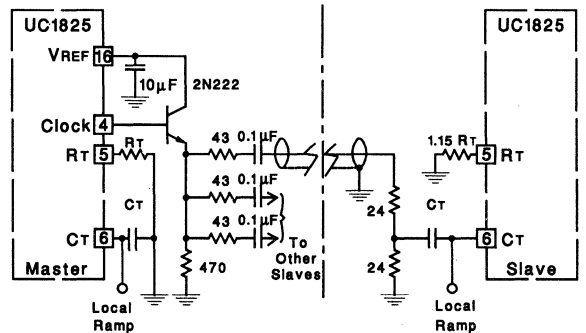 UC1825
UC1825
VREF 16
10µF
2N222
Clock 4
RT 5
RT
43 0.1µF
43 0.1µF
43 0.1µF
1.15 RT
5 RT
CT
CT 6
24
CT
24
6 CT
To
Other
Slaves
470
Master
Slave
Local
Ramp
Local
Ramp